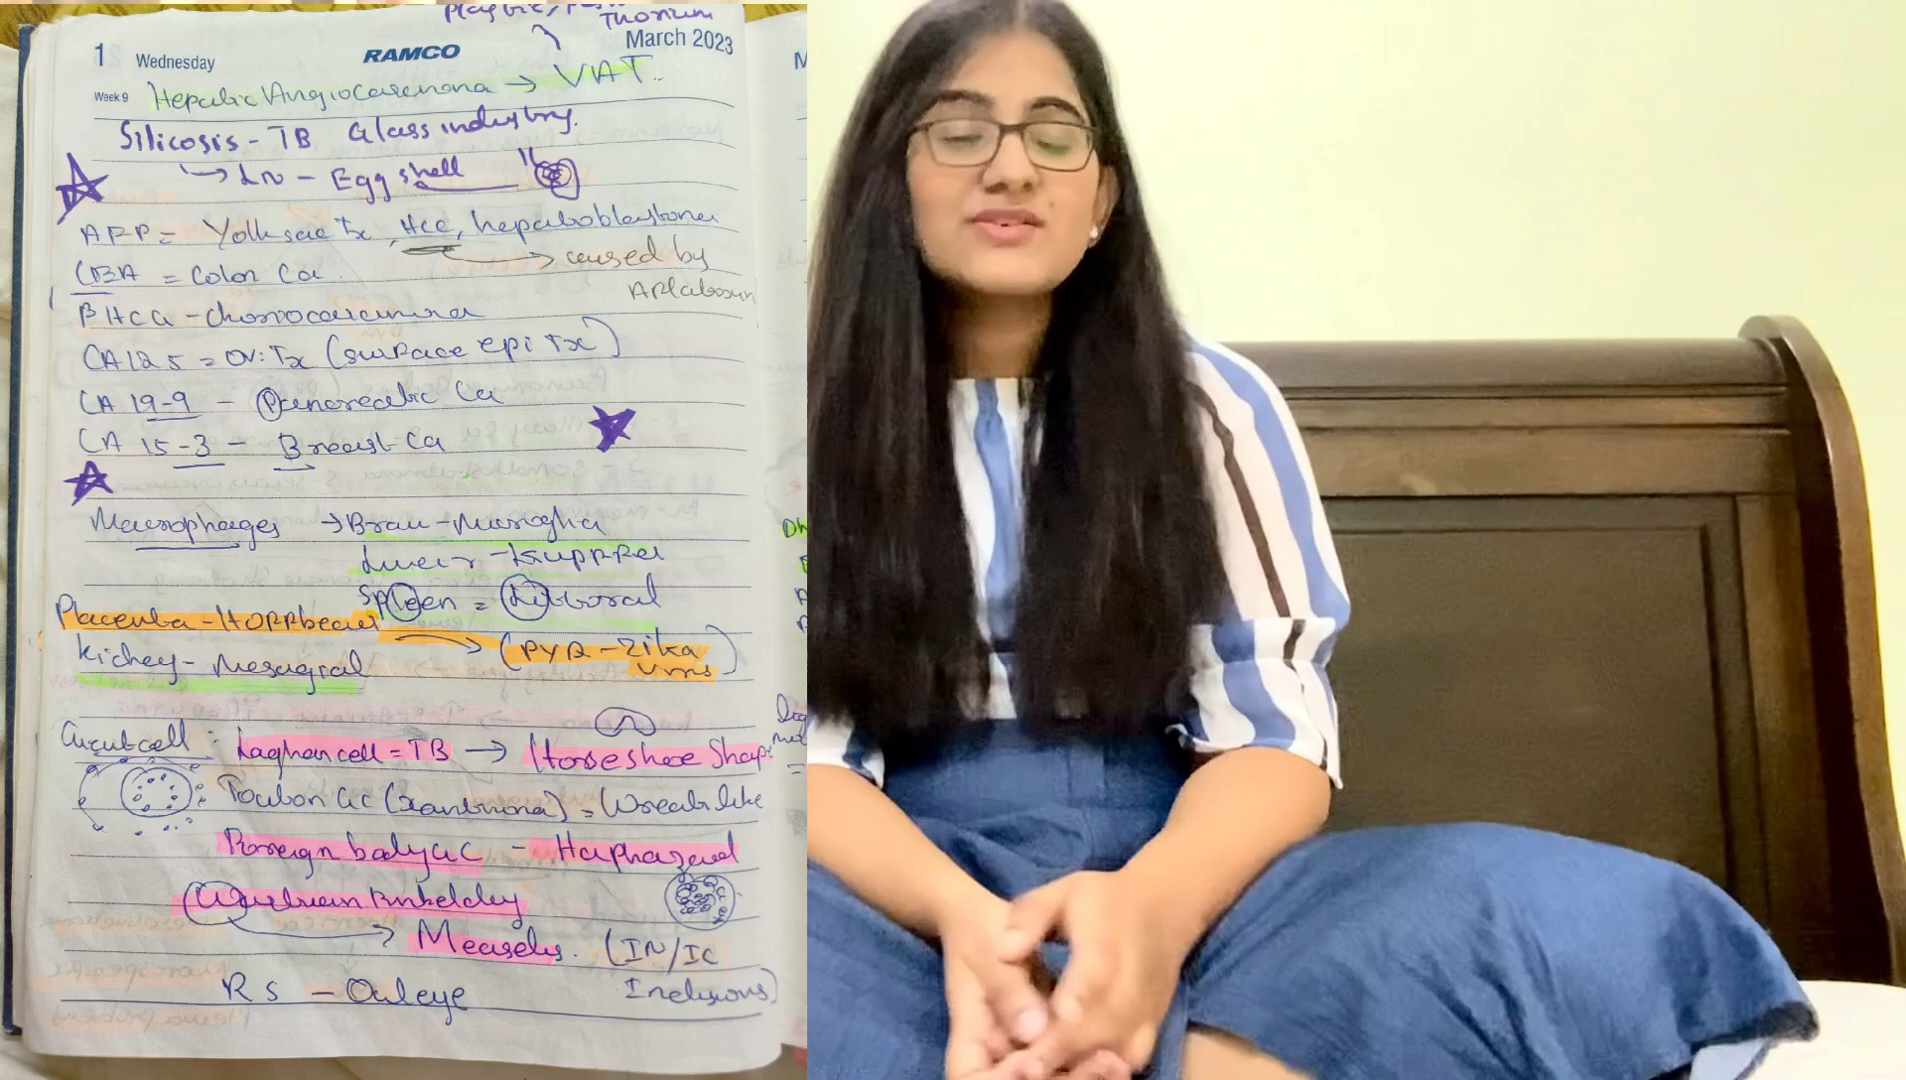 Thorium
1 Wednesday RAMCO March 2023
Week 9 Hepatic Angiocarcinoma → VAT
Silicosis - TB Glass industry.
↳ LN - Egg shell
AFP = Yolk sac Tx, HCC, hepatoblastoma
→ caused by
CEA = Colon Ca
βHCG - choriocarcinoma
CA125 = OV: Tx (surface epi Tx)
CA 19-9 - Pancreatic Ca
CA 15-3 - Breast Ca
Macrophages → Brain - Microglia
Liver - Kuppfer
Spleen = Littoral
Placenta - Hoffbauer → (PYQ - Zika virus)
Kidney - Mesangial
Giant cell : Langhan cell = TB → Horse shoe Shape
Touton GC (Xanthoma) = Wreath like
Foreign body GC - Haphazard
Warthin Finkeldey
→ Measles. (IN/IC Inclusions)
RS - Owl eye